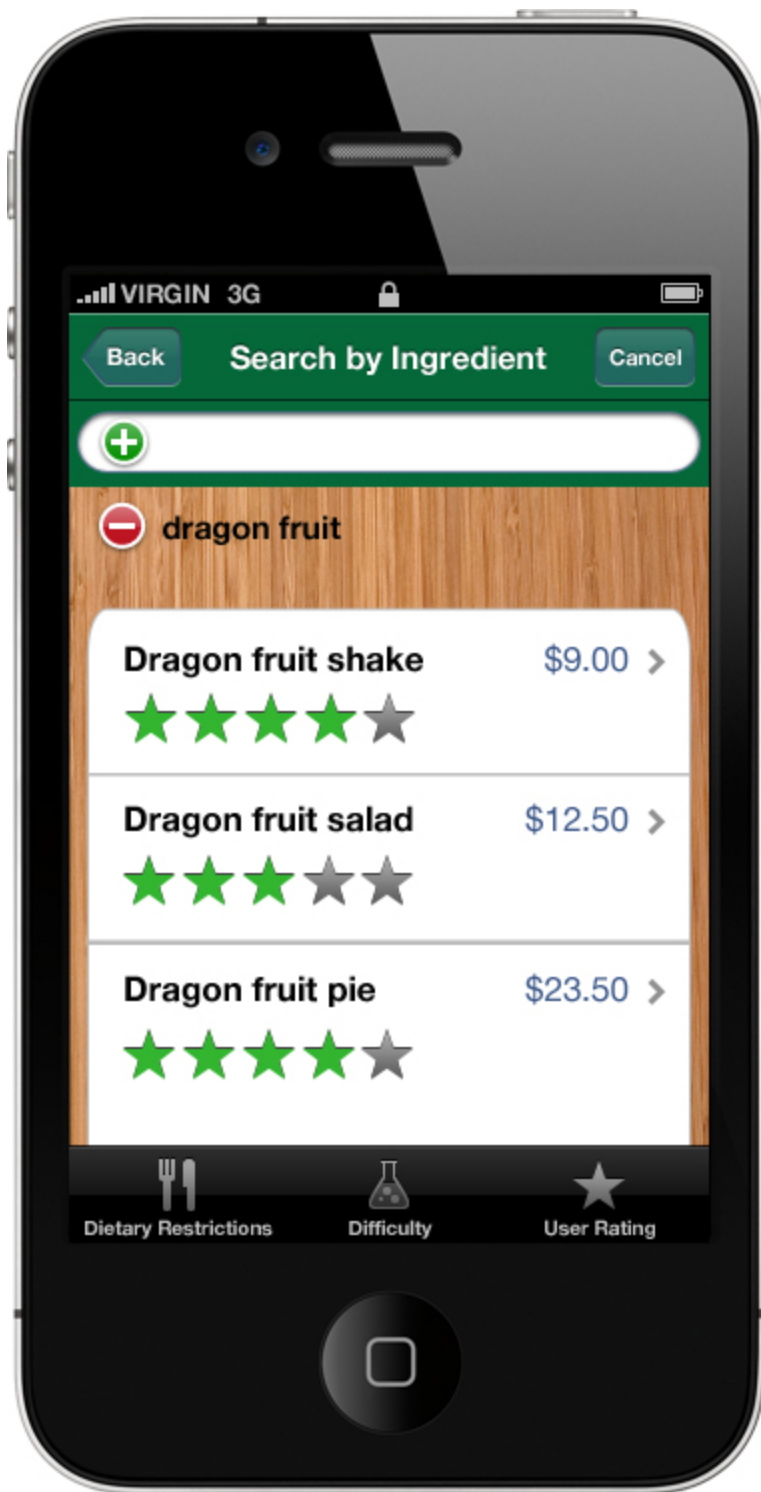 VIRGIN 3G
Back Search by Ingredient Cancel
dragon fruit
Dragon fruit shake $9.00
Dragon fruit salad $12.50
Dragon fruit pie $23.50
Dietary Restrictions Difficulty User Rating